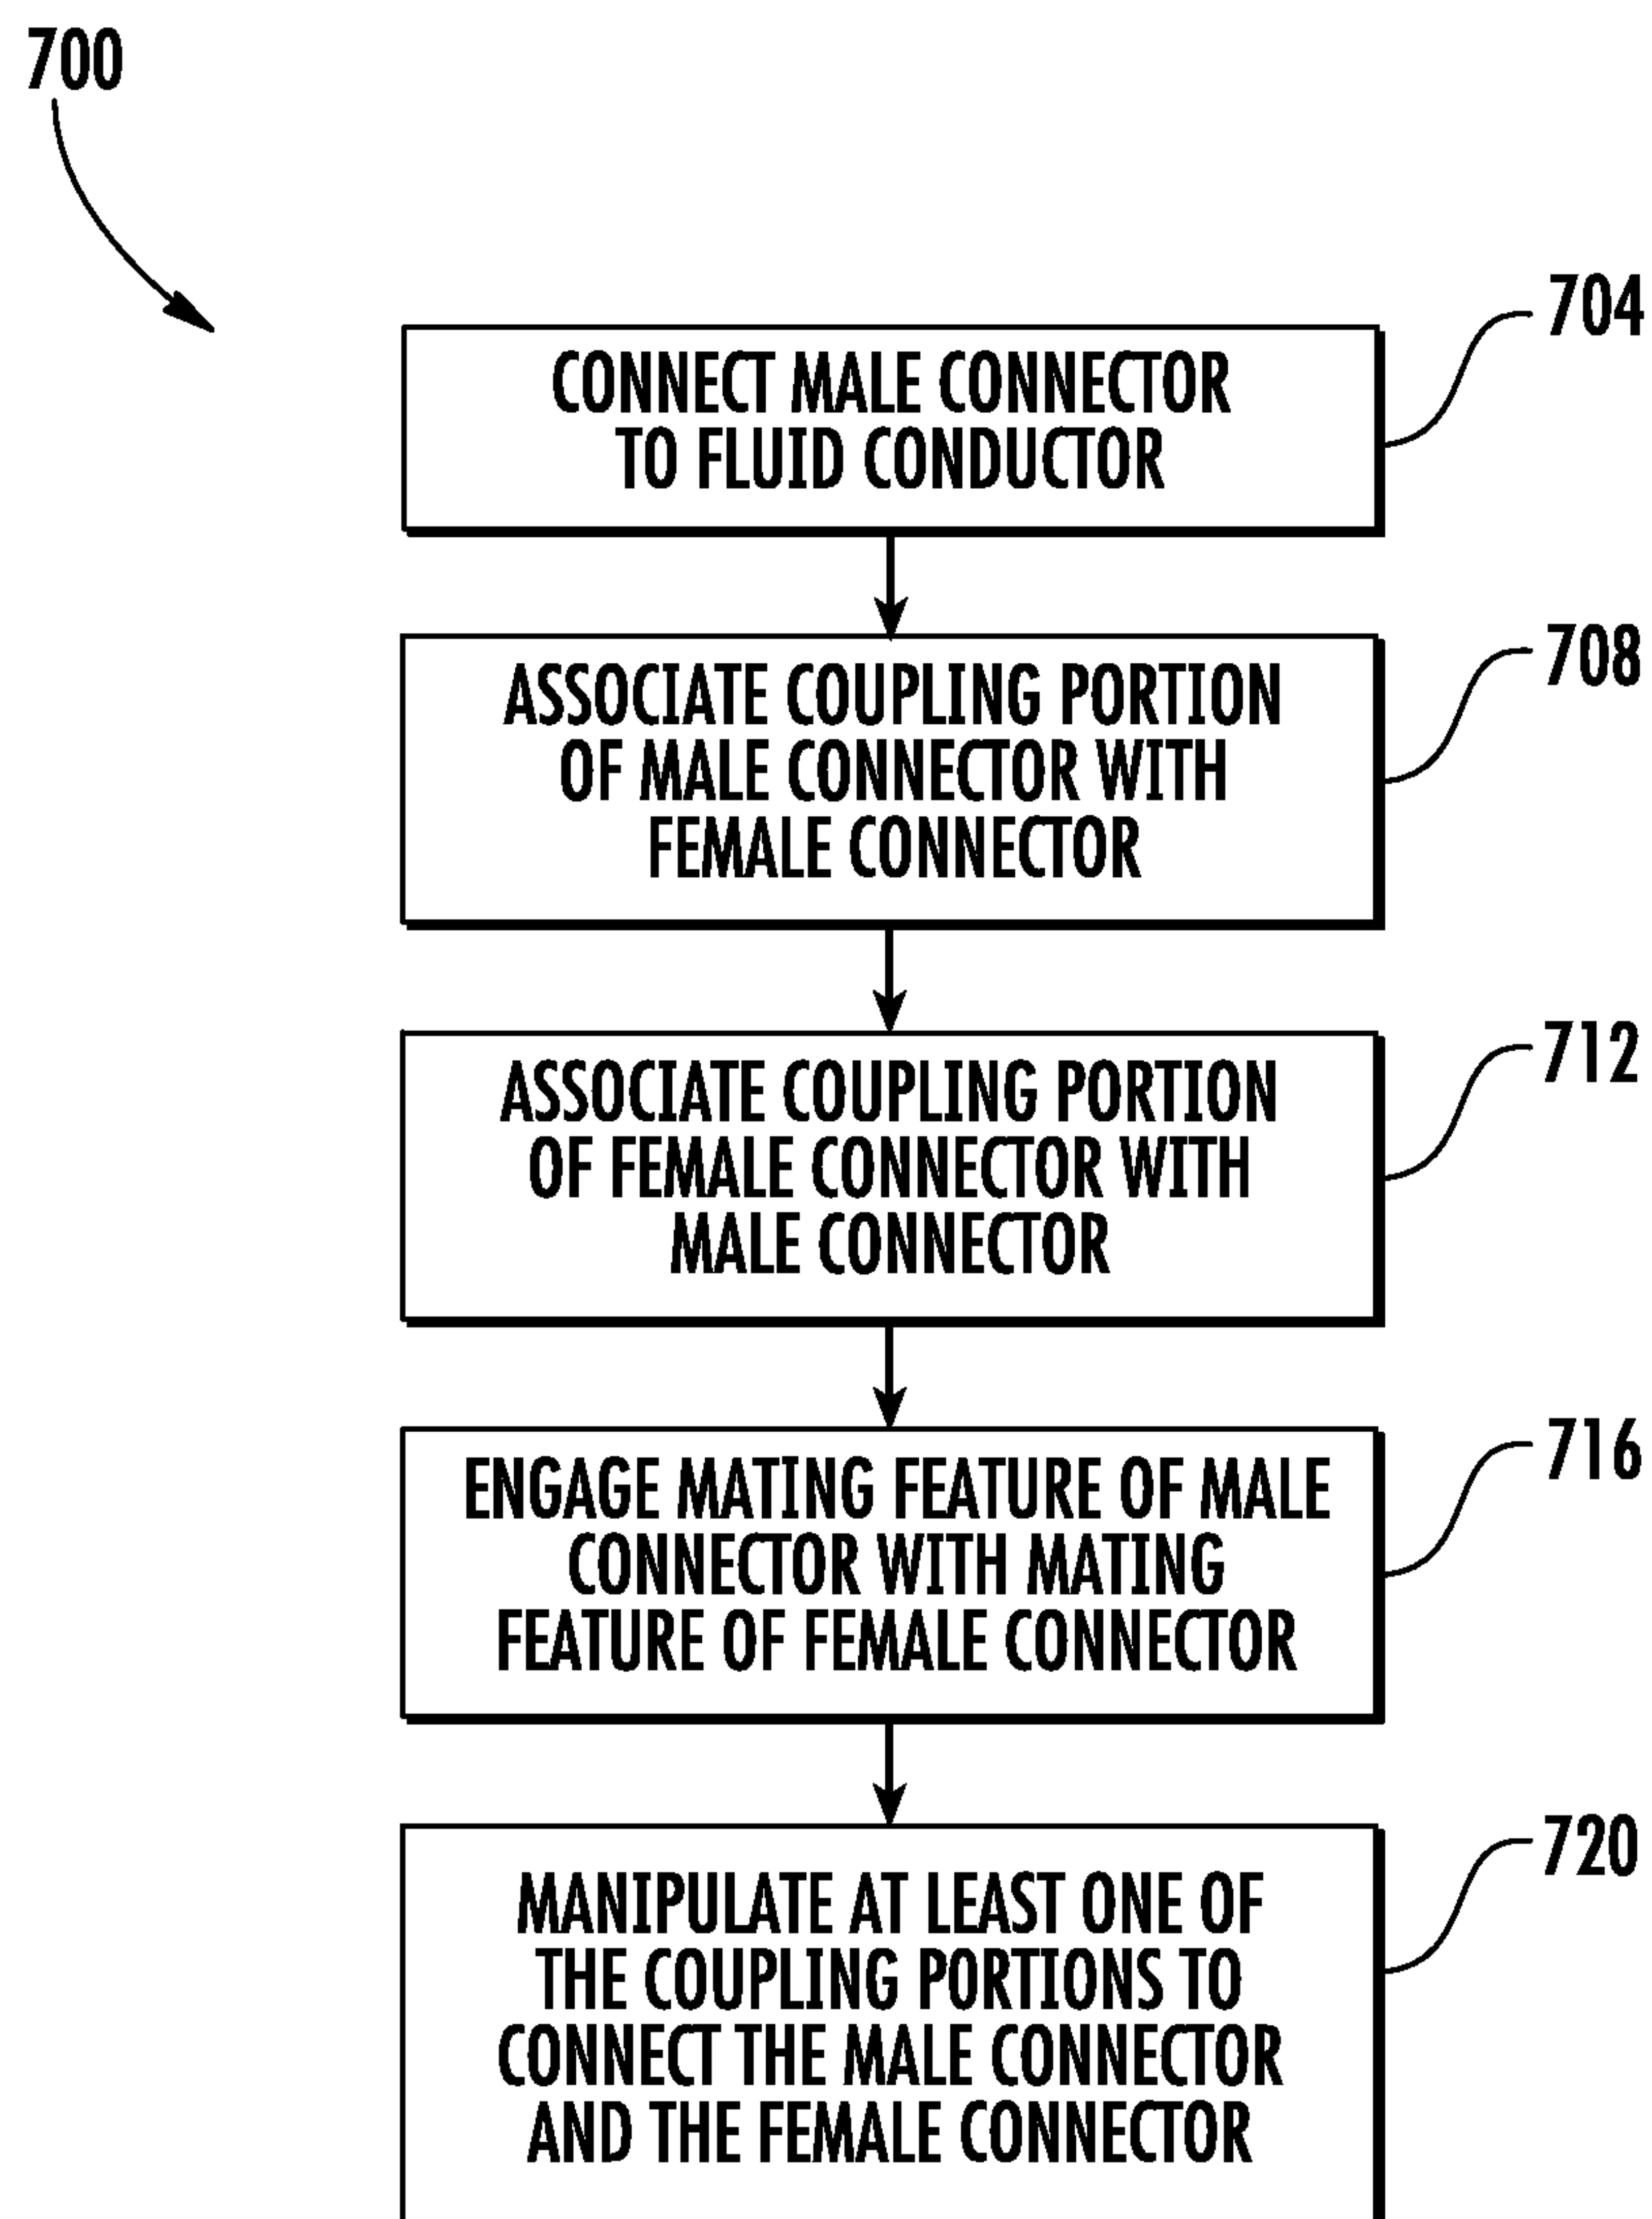 700
704
CONNECT MALE CONNECTOR
TO FLUID CONDUCTOR
708
ASSOCIATE COUPLING PORTION
OF MALE CONNECTOR WITH
FEMALE CONNECTOR
712
ASSOCIATE COUPLING PORTION
OF FEMALE CONNECTOR WITH
MALE CONNECTOR
716
ENGAGE MATING FEATURE OF MALE
CONNECTOR WITH MATING
FEATURE OF FEMALE CONNECTOR
720
MANIPULATE AT LEAST ONE OF
THE COUPLING PORTIONS TO
CONNECT THE MALE CONNECTOR
AND THE FEMALE CONNECTOR